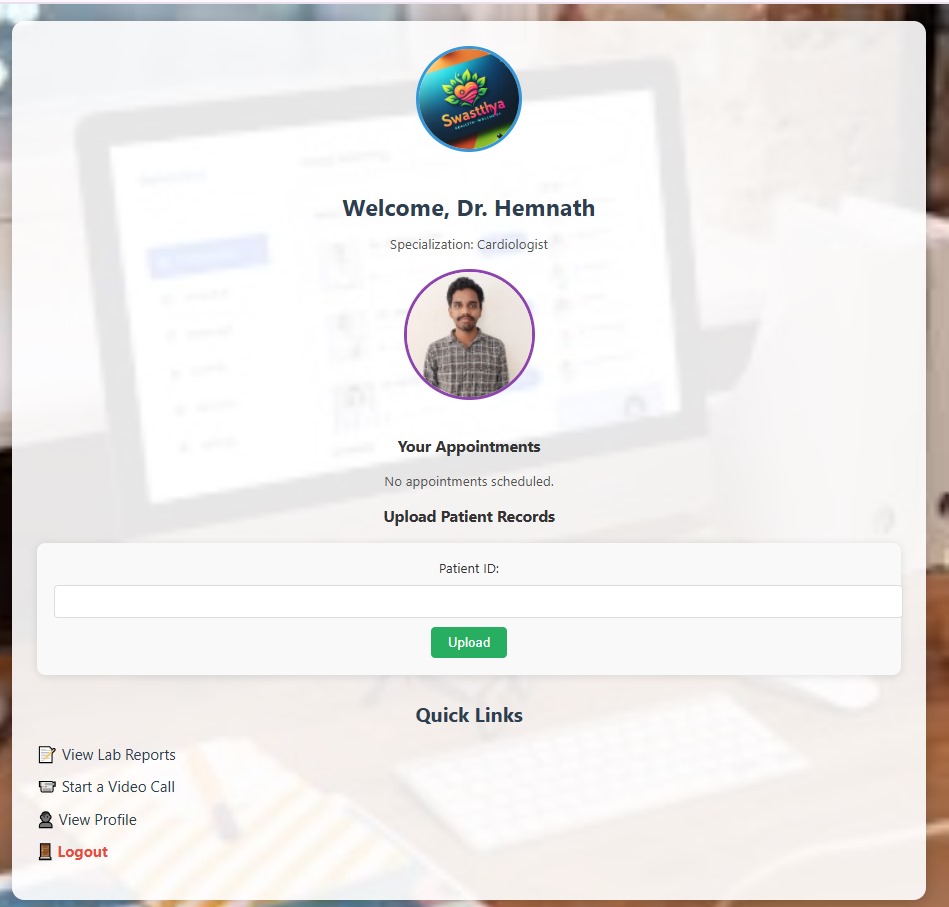 Swastthya
Welcome, Dr. Hemnath
Specialization: Cardiologist
Your Appointments
No appointments scheduled.
Upload Patient Records
Patient ID:
Upload
Quick Links
View Lab Reports
Start a Video Call
View Profile
Logout